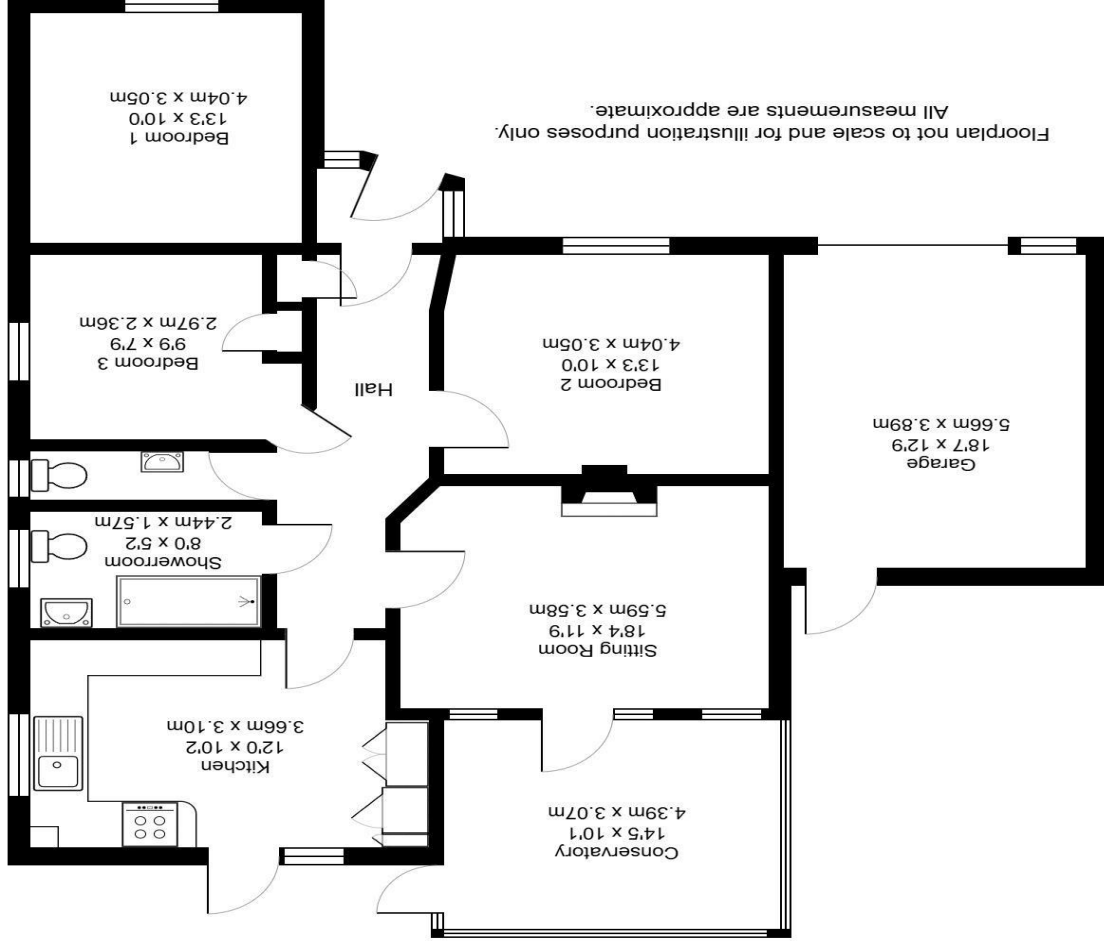 Conservatory
14'5 x 10'1
4.39m x 3.07m
Kitchen
12'0 x 10'2
3.66m x 3.10m
Sitting Room
18'4 x 11'9
5.59m x 3.58m
Showerroom
8'0 x 5'2
2.44m x 1.57m
Garage
18'7 x 12'9
5.66m x 3.89m
Hall
Bedroom 2
13'3 x 10'0
4.04m x 3.05m
Bedroom 3
9'9 x 7'9
2.97m x 2.36m
Bedroom 1
13'3 x 10'0
4.04m x 3.05m
Floorplan not to scale and for illustration purposes only.
All measurements are approximate.